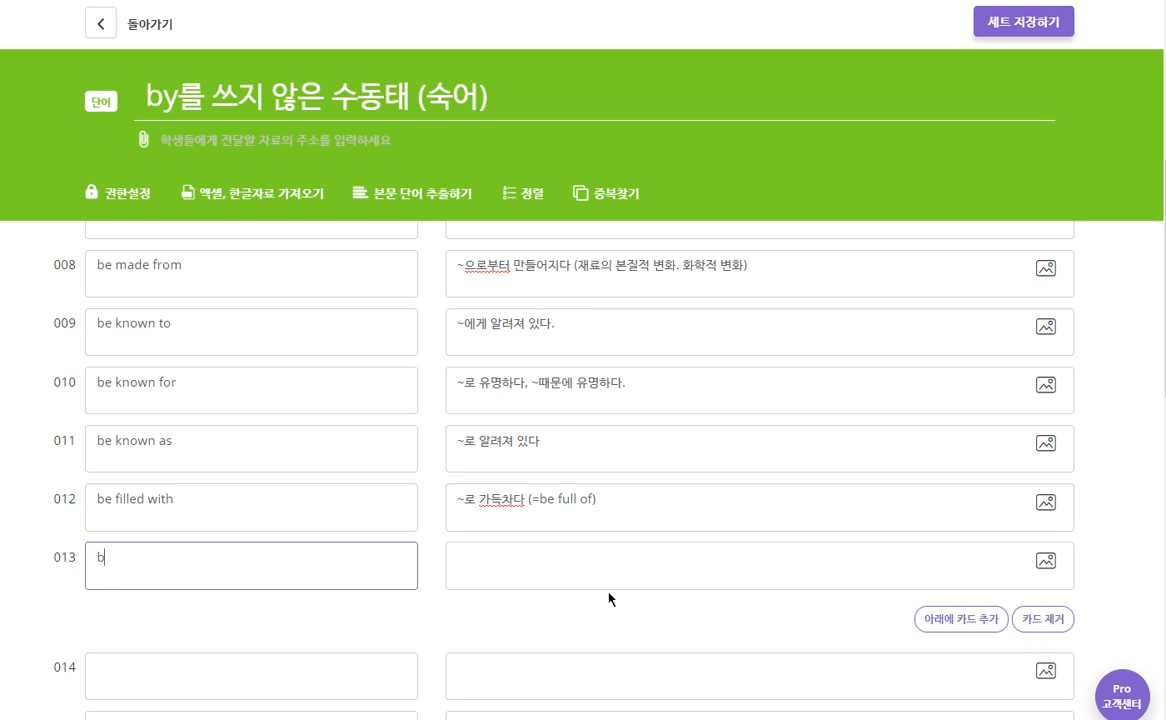 돌아가기
세트 저장하기
단어
by를 쓰지 않은 수동태 (숙어)
학생들에게 전달할 자료의 주소를 입력하세요
권한설정 엑셀, 한글자료 가져오기 본문 단어 추출하기 정렬 중복찾기
008 be made from ~으로부터 만들어지다 (재료의 본질적 변화. 화학적 변화)
009 be known to ~에게 알려져 있다.
010 be known for ~로 유명하다, ~때문에 유명하다.
011 be known as ~로 알려져 있다
012 be filled with ~로 가득차다 (=be full of)
013 b
아래에 카드 추가 카드 제거
014
Pro
고객센터